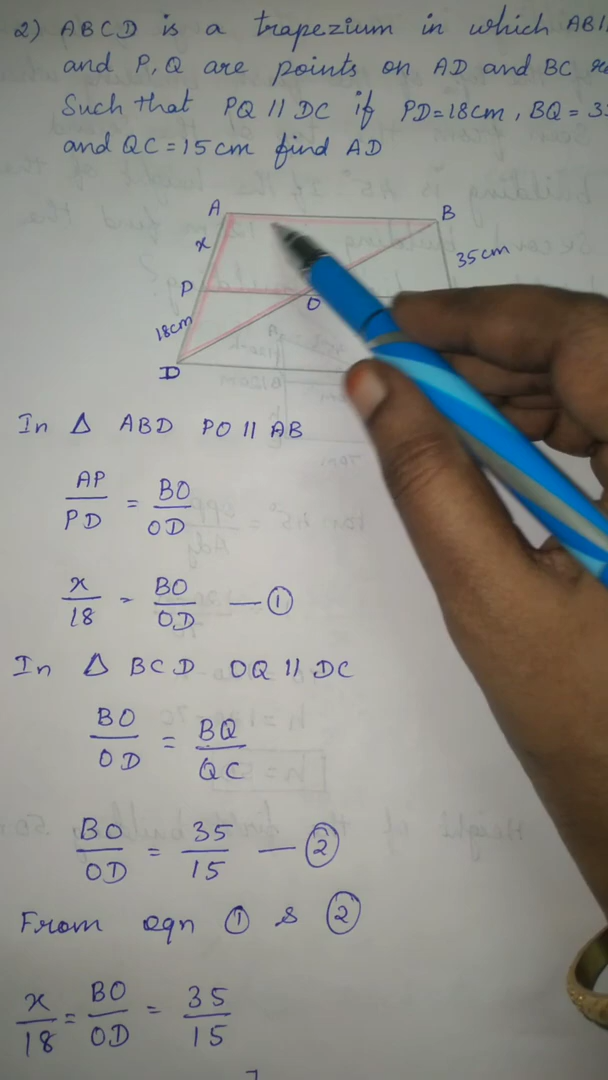 2) ABCD is a trapezium in which AB||
and P, Q are points on AD and BC
Such that PQ || DC if PD=18cm, BQ = 3
and QC = 15 cm find AD
A
B
x
35cm
P
O
18cm
D
In Δ ABD PO || AB
AP/PD = BO/OD
x/18 = BO/OD — ①
In Δ BCD OQ || DC
BO/OD = BQ/QC
BO/OD = 35/15 — ②
From eqn ① & ②
x/18 = BO/OD = 35/15
7